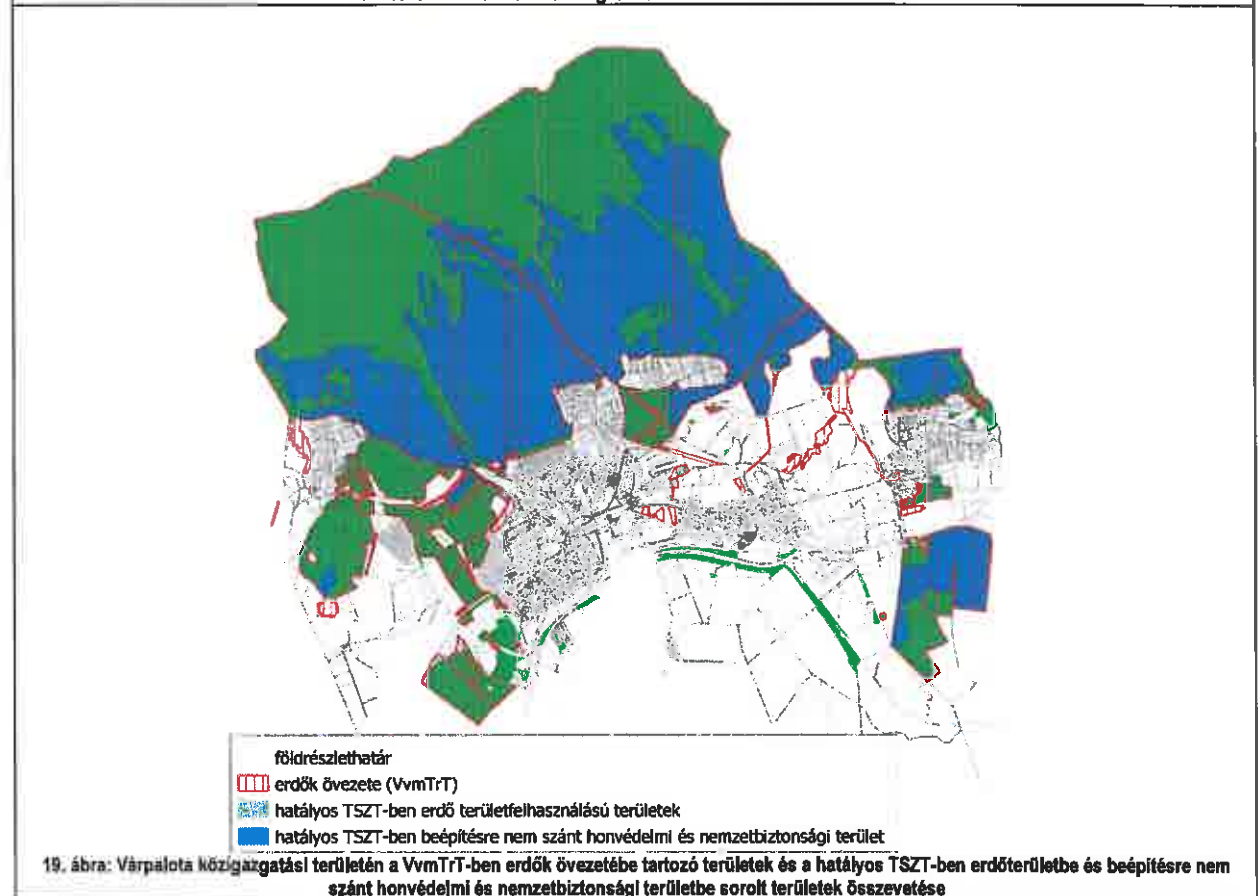 földrészlethatár
erdők övezete (VvmTrT)
hatályos TSZT-ben erdő területfelhasználású területek
hatályos TSZT-ben beépítésre nem szánt honvédelmi és nemzetbiztonsági terület
19. ábra: Várpalota közigazgatási területén a VvmTrT-ben erdők övezetébe tartozó területek és a hatályos TSZT-ben erdőterületbe és beépítésre nem
szánt honvédelmi és nemzetbiztonsági területbe sorolt területek összevetése